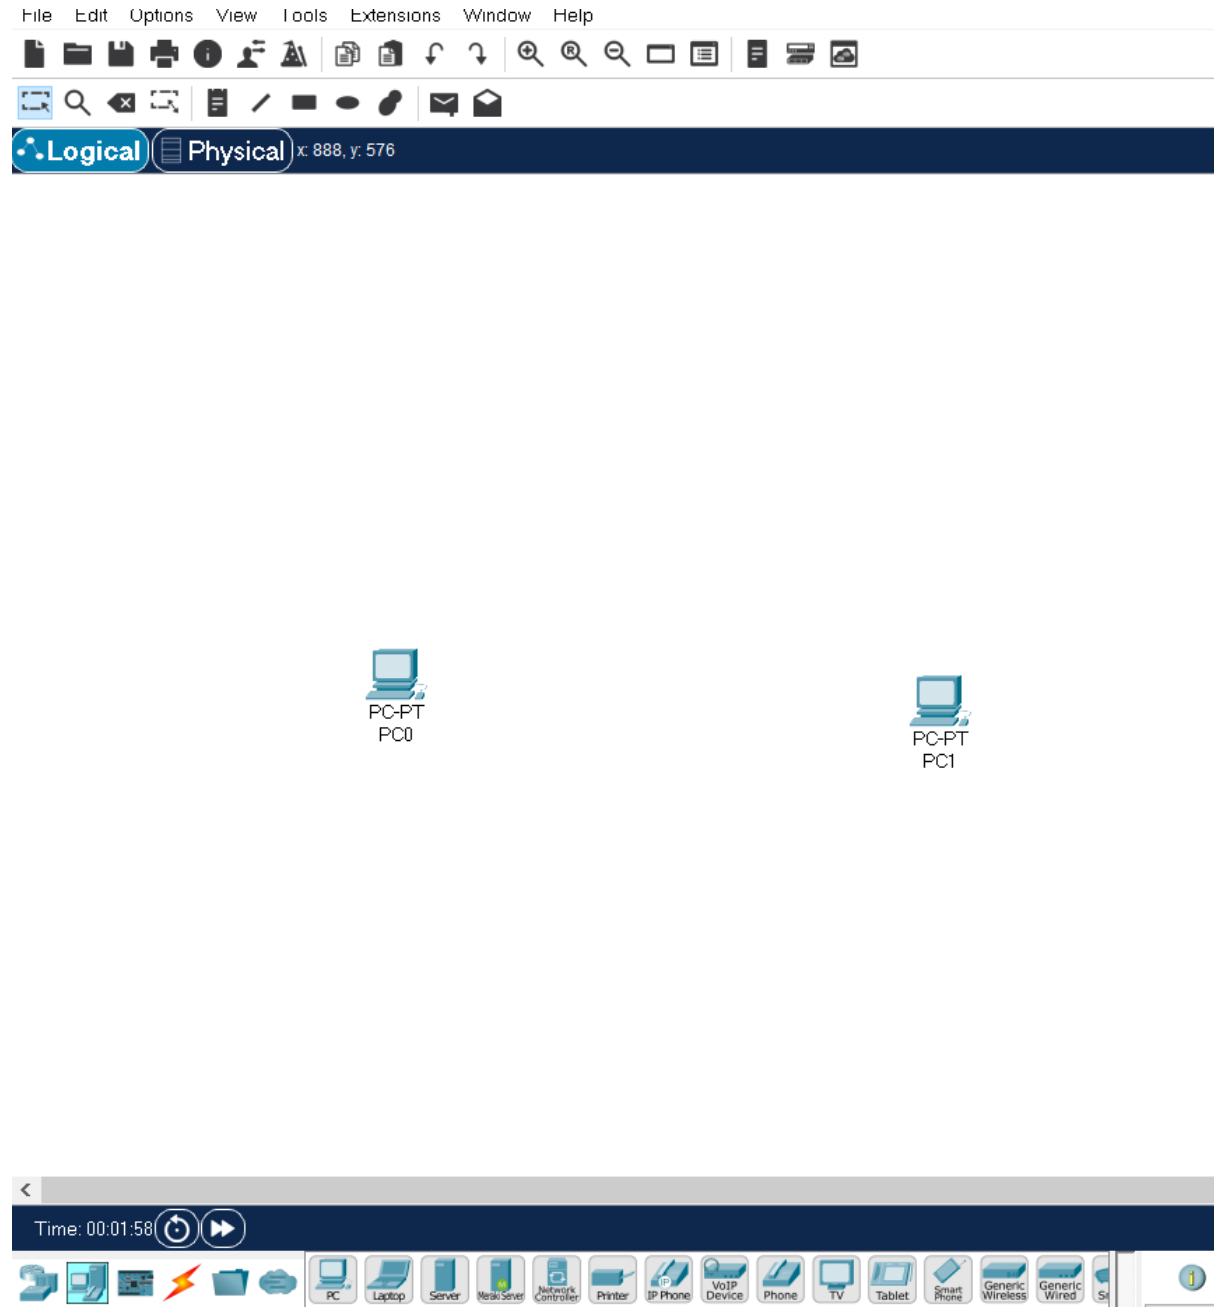 File Edit Options View Tools Extensions Window Help
Logical Physical x: 888, y: 576
PC-PT
PC0
PC-PT
PC1
Time: 00:01:58
PC
Laptop
Server
Meraki Server
Network
Controller
Printer
IP Phone
VoIP
Device
Phone
TV
Tablet
Smart
Phone
Generic
Wireless
Generic
Wired